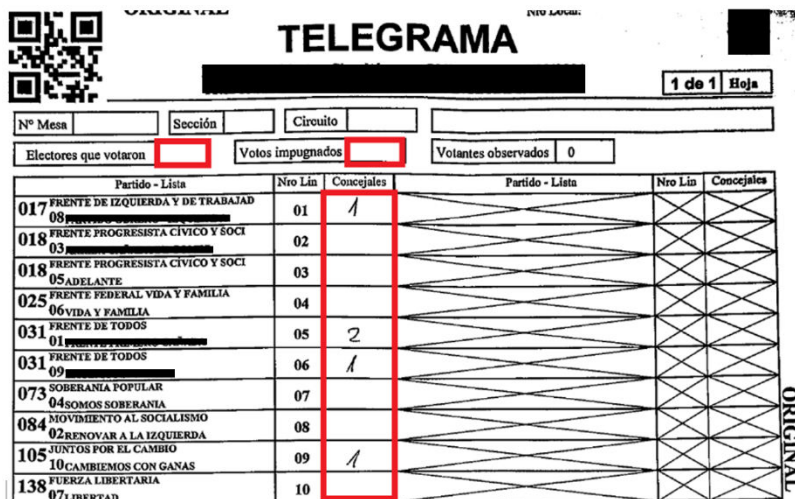 ORIGINAL
Nro Local:
TELEGRAMA
1 de 1 Hoja
Nº Mesa Sección Circuito
Electores que votaron Votos impugnados Votantes observados 0
Partido - Lista Nro Lin Concejales Partido - Lista Nro Lin Concejales
017 FRENTE DE IZQUIERDA Y DE TRABAJAD
08 01 1
018 FRENTE PROGRESISTA CÍVICO Y SOCI
03 02
018 FRENTE PROGRESISTA CÍVICO Y SOCI
05 ADELANTE 03
025 FRENTE FEDERAL VIDA Y FAMILIA
06 VIDA Y FAMILIA 04
031 FRENTE DE TODOS
01 05 2
031 FRENTE DE TODOS
09 06 1
073 SOBERANIA POPULAR
04 SOMOS SOBERANIA 07
084 MOVIMIENTO AL SOCIALISMO
02 RENOVAR A LA IZQUIERDA 08
105 JUNTOS POR EL CAMBIO
10 CAMBIEMOS CON GANAS 09 1
138 FUERZA LIBERTARIA
07 LIBERTAD 10
ORIGINAL